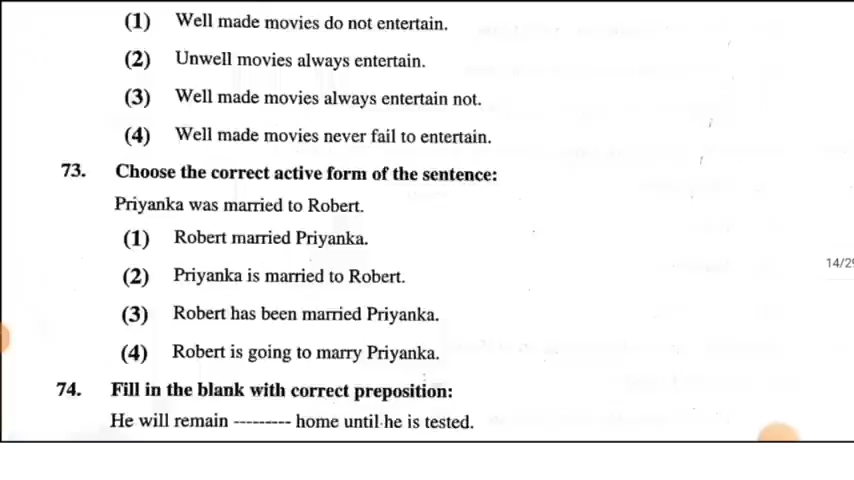 (1) Well made movies do not entertain.
(2) Unwell movies always entertain.
(3) Well made movies always entertain not.
(4) Well made movies never fail to entertain.
73. Choose the correct active form of the sentence:
Priyanka was married to Robert.
(1) Robert married Priyanka.
(2) Priyanka is married to Robert.
(3) Robert has been married Priyanka.
(4) Robert is going to marry Priyanka.
14/29
74. Fill in the blank with correct preposition:
He will remain --------- home until he is tested.